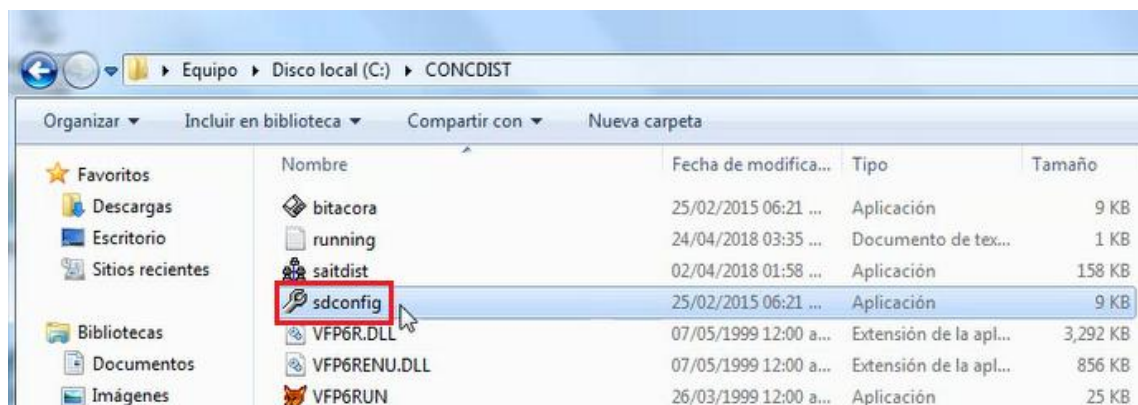 Equipo Disco local (C:) CONCDIST
Organizar Incluir en biblioteca Compartir con Nueva carpeta
Favoritos
Descargas
Escritorio
Sitios recientes
Bibliotecas
Documentos
Imágenes
Nombre Fecha de modifica... Tipo Tamaño
bitacora 25/02/2015 06:21 ... Aplicación 9 KB
running 24/04/2018 03:35 ... Documento de tex... 1 KB
saitdist 02/04/2018 01:58 ... Aplicación 158 KB
sdconfig 25/02/2015 06:21 ... Aplicación 9 KB
VFP6R.DLL 07/05/1999 12:00 a... Extensión de la apl... 3,292 KB
VFP6RENU.DLL 07/05/1999 12:00 a... Extensión de la apl... 856 KB
VFP6RUN 26/03/1999 12:00 a... Aplicación 25 KB